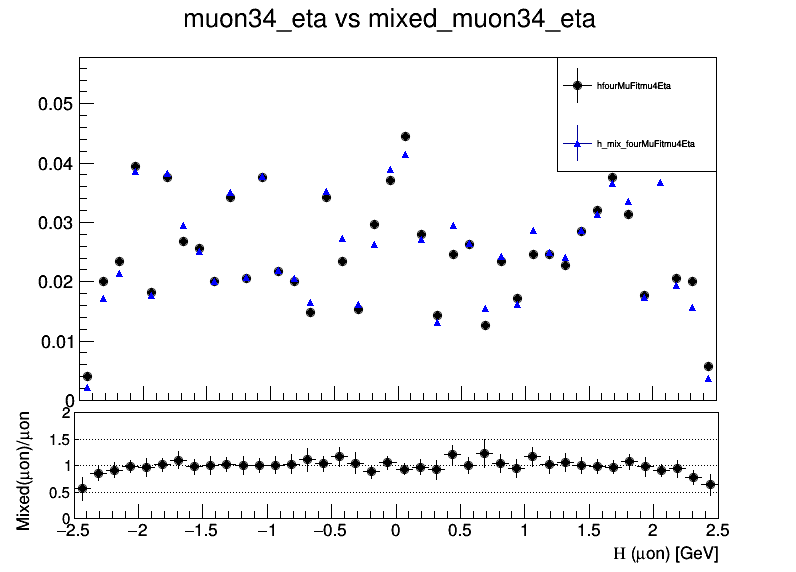 muon34_eta vs mixed_muon34_eta
hfourMuFitmu4Eta
h_mix_fourMuFitmu4Eta
0.05
0.04
0.03
0.02
0.01
0
Mixed(μon)/μon
2
1.5
1
0.5
0
−2.5 −2 −1.5 −1 −0.5 0 0.5 1 1.5 2 2.5
H (μon) [GeV]